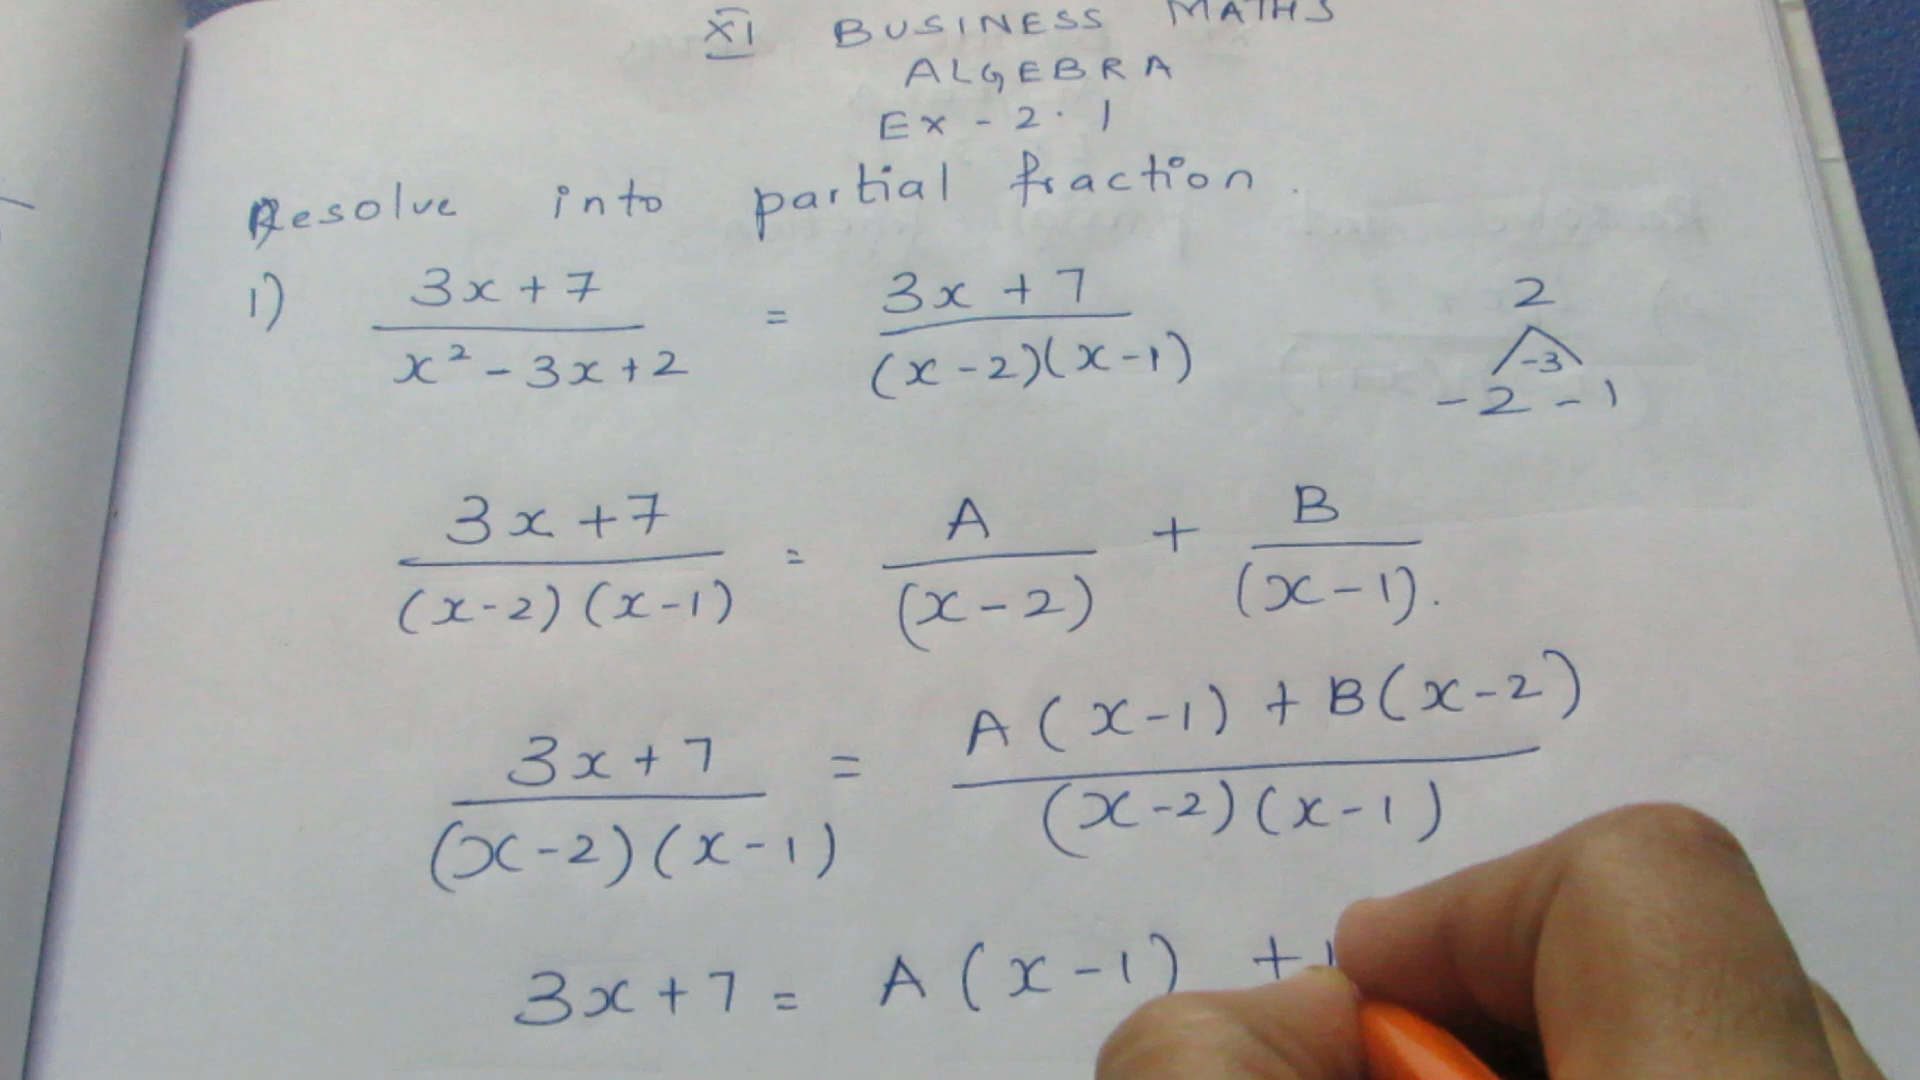 XI BUSINESS MATHS
ALGEBRA
Ex - 2.1
Resolve into partial fraction.
1) 3x+7 / x² - 3x + 2 = 3x + 7 / (x-2)(x-1)
2
-3
-2 -1
3x+7 / (x-2)(x-1) = A / (x-2) + B / (x-1).
3x+7 / (x-2)(x-1) = A(x-1) + B(x-2) / (x-2)(x-1)
3x+7 = A(x-1) +